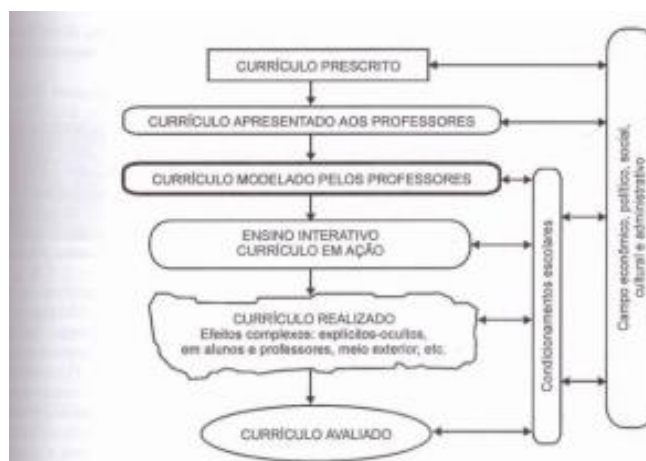 CURRÍCULO PRESCRITO
CURRÍCULO APRESENTADO AOS PROFESSORES
CURRÍCULO MODELADO PELOS PROFESSORES
ENSINO INTERATIVO
CURRÍCULO EM AÇÃO
CURRÍCULO REALIZADO
Efeitos complexos: explícitos-ocultos,
em alunos e professores, meio exterior, etc.
CURRÍCULO AVALIADO
Condicionamentos escolares
Campo econômico, político, social,
cultural e administrativo